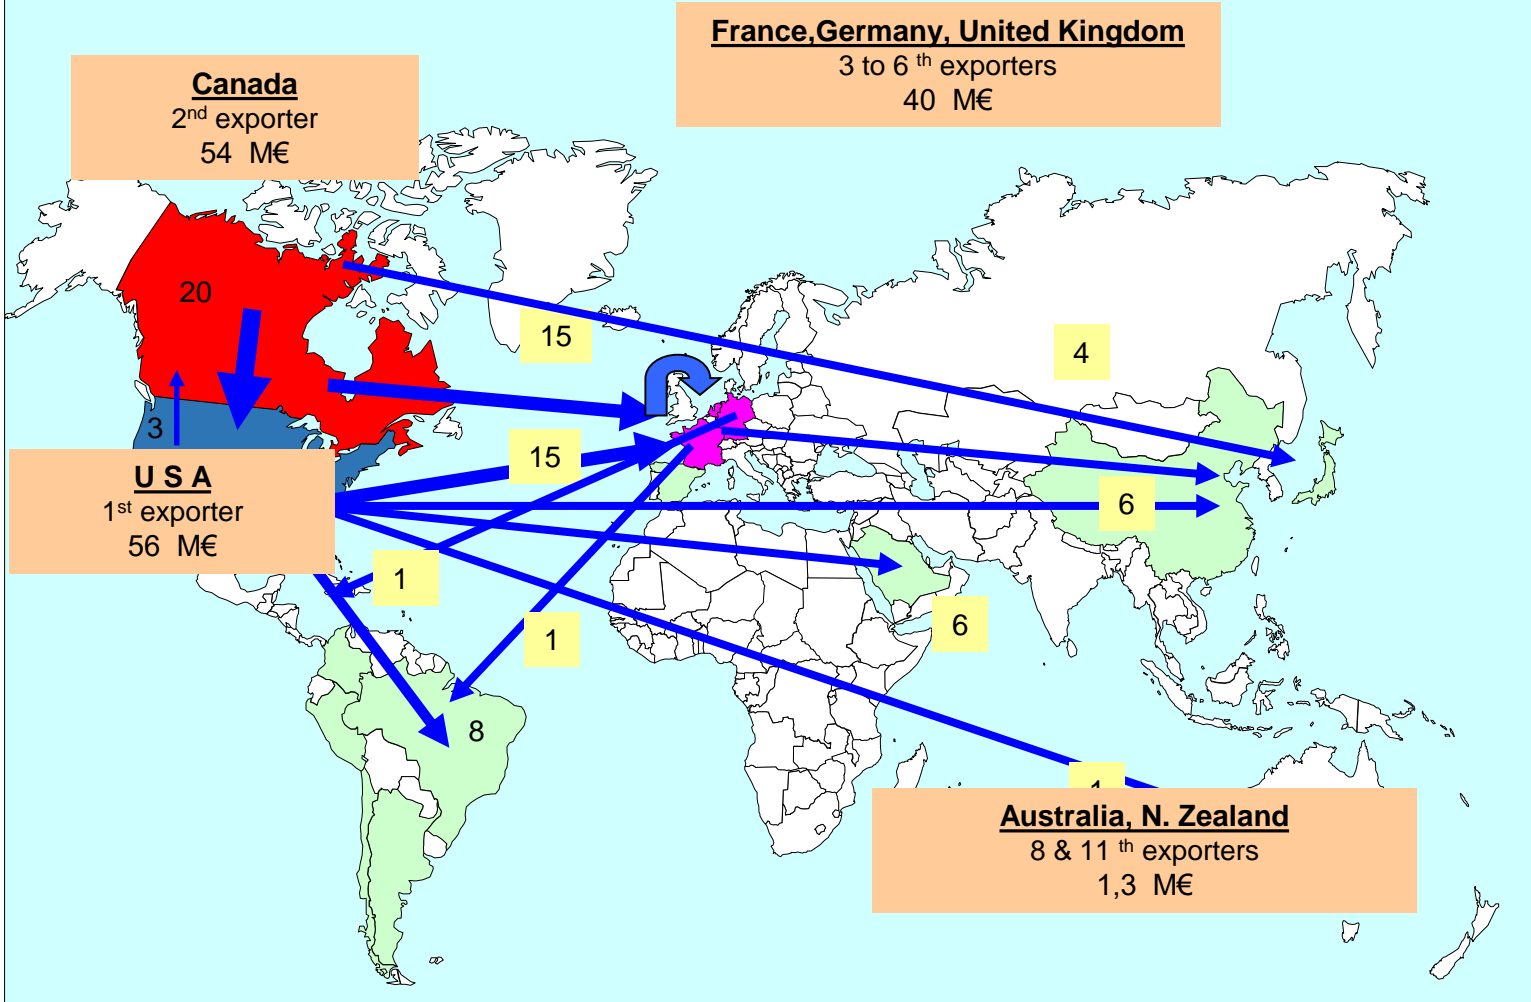 France,Germany, United Kingdom
3 to 6 th exporters
40 M€
Canada
2nd exporter
54 M€
20
15
4
3
15
U S A
1st exporter
56 M€
6
1
1
6
8
Australia, N. Zealand
8 & 11 th exporters
1,3 M€